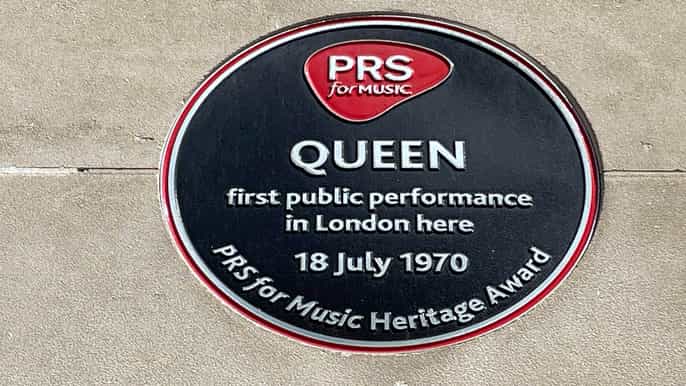 PRS
for MUSIC
QUEEN
first public performance
in London here
18 July 1970
PRS for Music Heritage Award